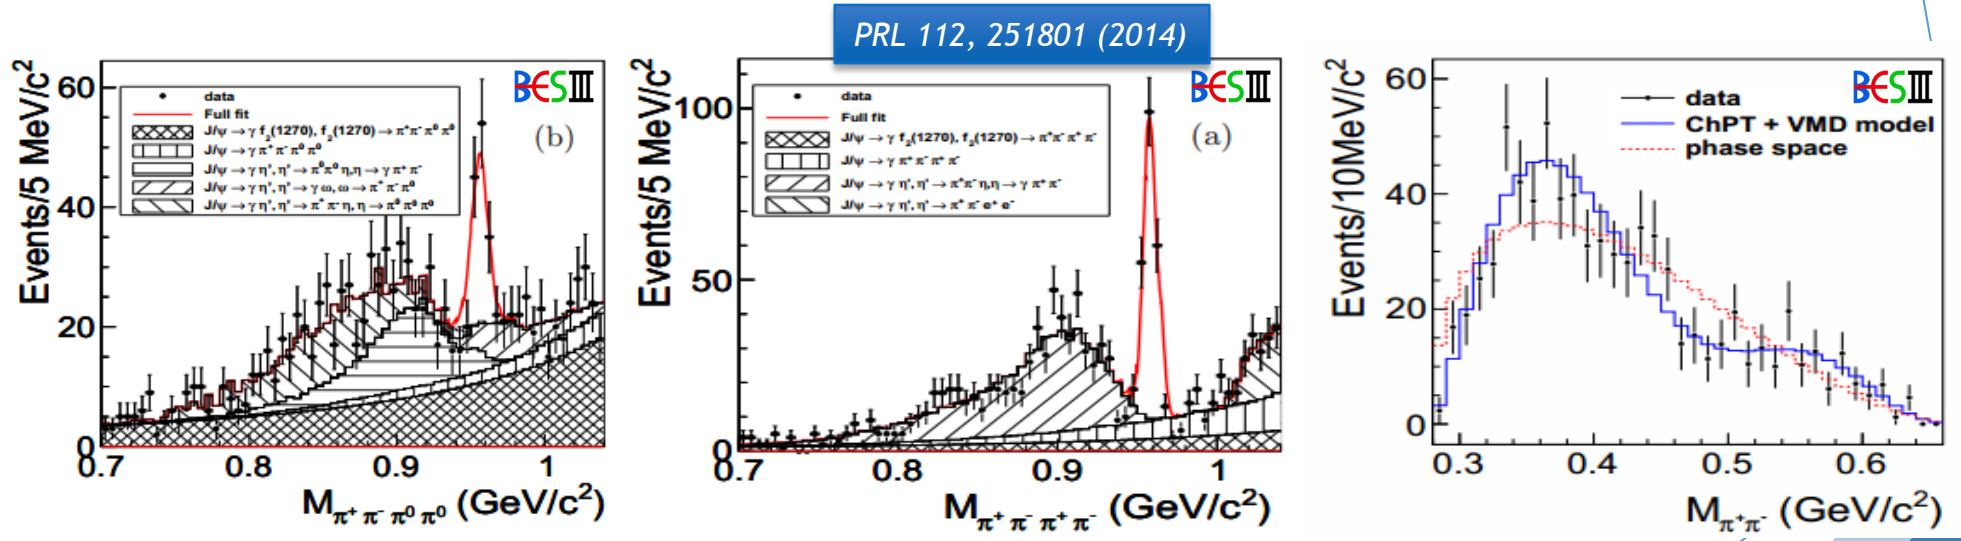 PRL 112, 251801 (2014)
Events/5 MeV/c²
60
40
20
0
BESIII
(b)
data
Full fit
J/ψ → γ f₂(1270), f₂(1270) → π⁺π⁻π⁰π⁰
J/ψ → γ π⁺π⁻π⁰π⁰
J/ψ → γ η', η' → π⁰π⁰η,η → γ π⁺π⁻
J/ψ → γ η', η' → γ ω, ω → π⁺π⁻π⁰
J/ψ → γ η', η' → π⁺π⁻η, η → π⁰π⁰π⁰
0.7 0.8 0.9 1
M π⁺π⁻π⁰π⁰ (GeV/c²)
Events/5 MeV/c²
100
50
0
BESIII
(a)
data
Full fit
J/ψ → γ f₂(1270), f₂(1270) → π⁺π⁻π⁺π⁻
J/ψ → γ π⁺π⁻π⁺π⁻
J/ψ → γ η', η' → π⁺π⁻η,η → γ π⁺π⁻
J/ψ → γ η', η' → π⁺π⁻e⁺e⁻
0.7 0.8 0.9 1
M π⁺π⁻π⁺π⁻ (GeV/c²)
Events/10MeV/c²
60
40
20
0
BESIII
data
ChPT + VMD model
phase space
0.3 0.4 0.5 0.6
M π⁺π⁻ (GeV/c²)